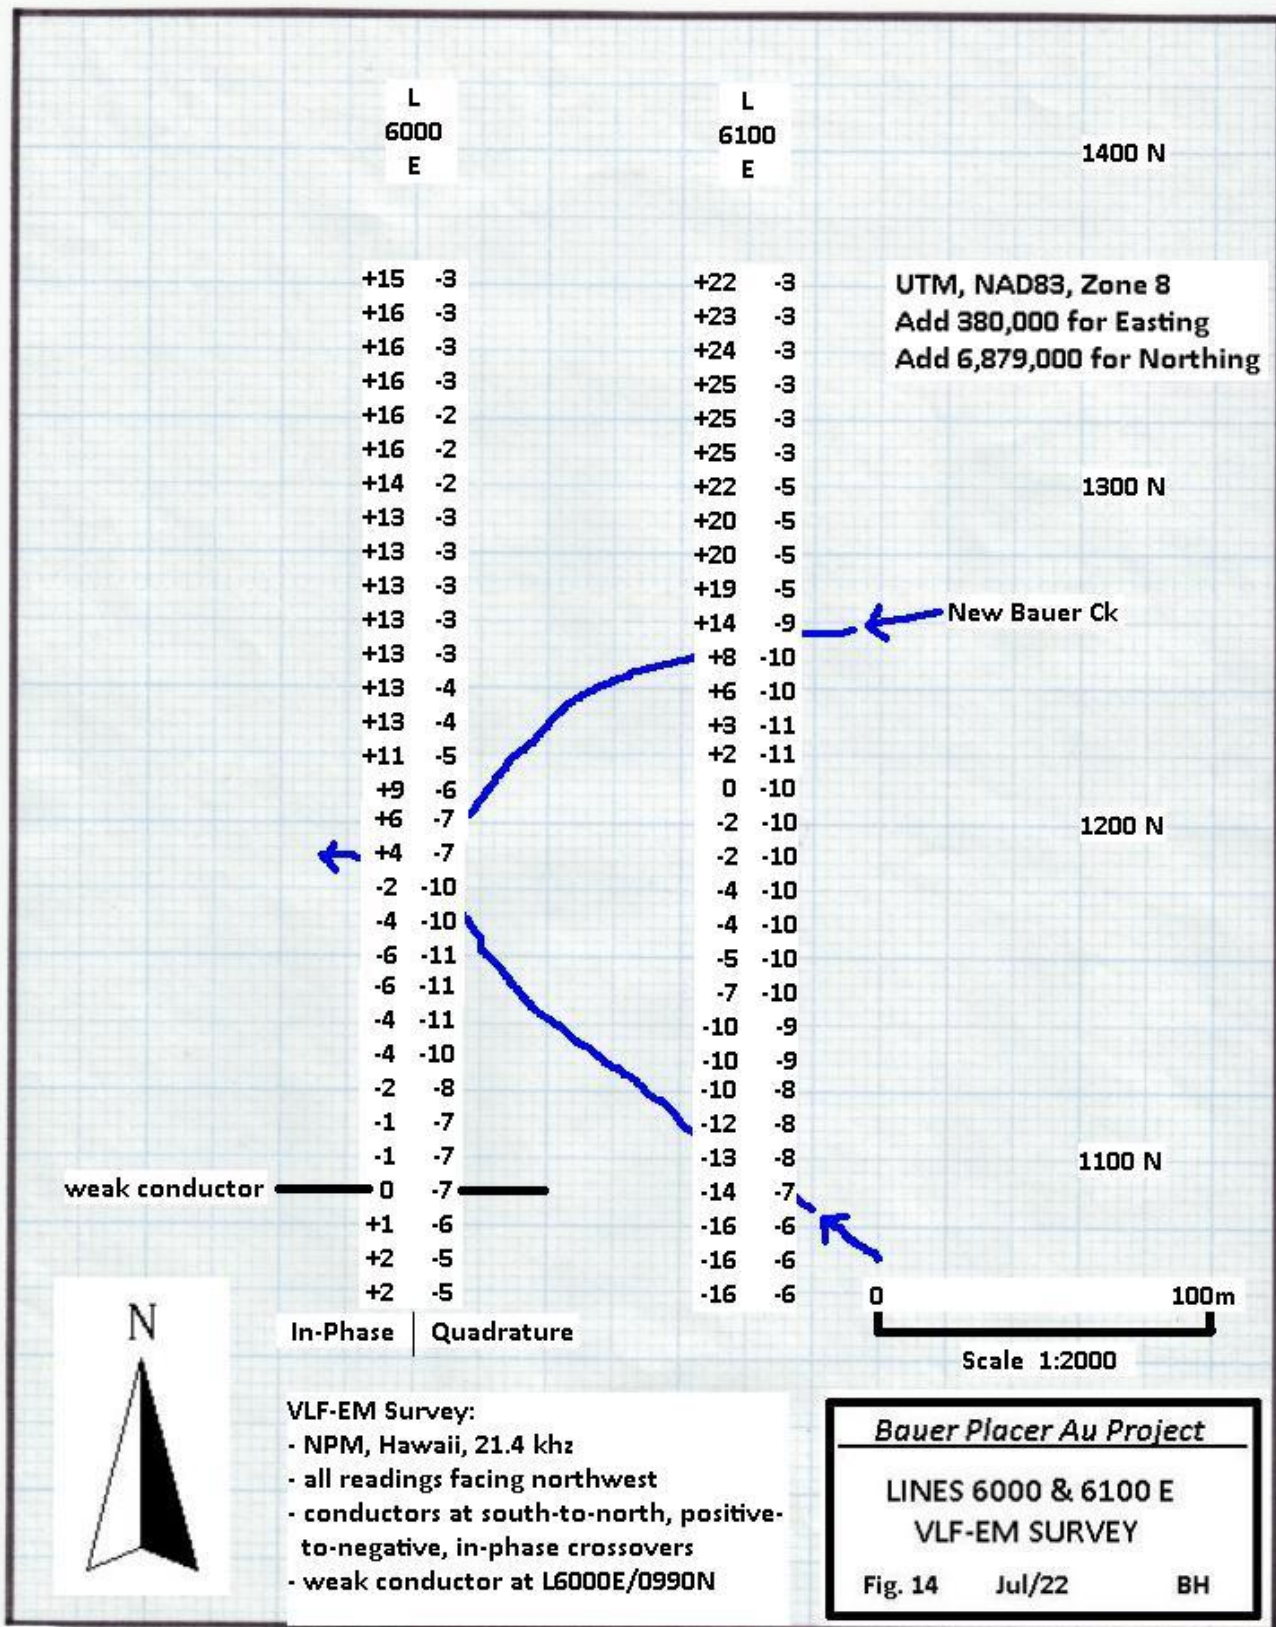 L
6000
E
L
6100
E
1400 N
+15 -3 +22 -3
+16 -3 +23 -3
+16 -3 +24 -3
+16 -3 +25 -3
+16 -2 +25 -3
+16 -2 +25 -3
+14 -2 +22 -5
+13 -3 +20 -5
+13 -3 +20 -5
+13 -3 +19 -5
+13 -3 +14 -9
+13 -3 +8 -10
+13 -4 +6 -10
+13 -4 +3 -11
+11 -5 +2 -11
+9 -6 0 -10
+6 -7 -2 -10
+4 -7 -2 -10
-2 -10 -4 -10
-4 -10 -4 -10
-6 -11 -5 -10
-6 -11 -7 -10
-4 -11 -10 -9
-4 -10 -10 -9
-2 -8 -10 -8
-1 -7 -12 -8
-1 -7 -13 -8
0 -7 -14 -7
+1 -6 -16 -6
+2 -5 -16 -6
+2 -5 -16 -6
In-Phase Quadrature
UTM, NAD83, Zone 8
Add 380,000 for Easting
Add 6,879,000 for Northing
1300 N
New Bauer Ck
1200 N
1100 N
weak conductor
0 100m
Scale 1:2000
N
VLF-EM Survey:
- NPM, Hawaii, 21.4 khz
- all readings facing northwest
- conductors at south-to-north, positive-
to-negative, in-phase crossovers
- weak conductor at L6000E/0990N
Bauer Placer Au Project
LINES 6000 & 6100 E
VLF-EM SURVEY
Fig. 14 Jul/22 BH